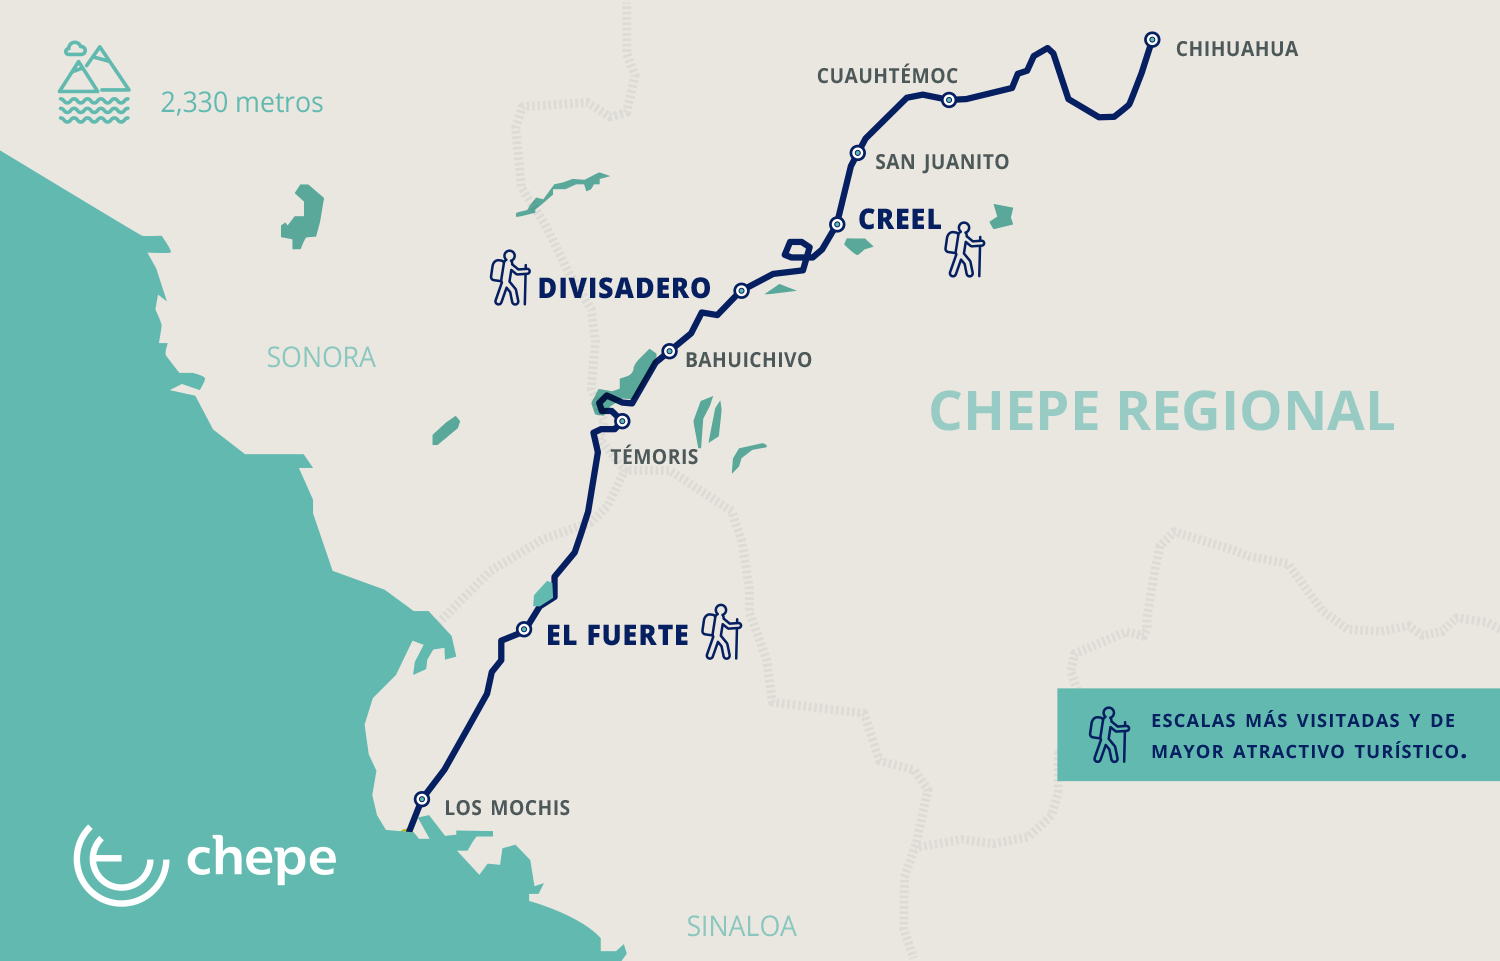 CHIHUAHUA
CUAUHTÉMOC
2,330 metros
SAN JUANITO
CREEL
DIVISADERO
SONORA
BAHUICHIVO
CHEPE REGIONAL
TÉMORIS
EL FUERTE
ESCALAS MÁS VISITADAS Y DE
MAYOR ATRACTIVO TURÍSTICO.
LOS MOCHIS
chepe
SINALOA